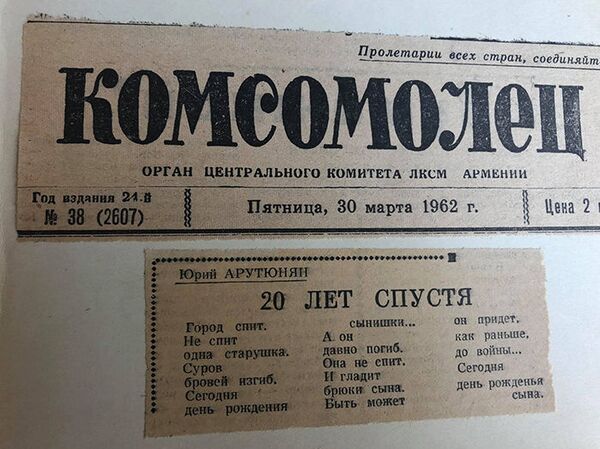 Пролетарии всех стран, соединяйт
КОМСОМОЛЕЦ
ОРГАН ЦЕНТРАЛЬНОГО КОМИТЕТА ЛКСМ АРМЕНИИ
Год издания 24-й
№ 38 (2607)
Пятница, 30 марта 1962 г.
Цена 2
Юрий АРУТЮНЯН
20 ЛЕТ СПУСТЯ
Город спит.
Не спит
одна старушка.
Суров
бровей изгиб.
Сегодня
день рождения
сынишки...
А он
давно погиб.
Она не спит.
И гладит
брюки сына.
Быть может
он придет.
как раньше.
до войны...
Сегодня
день рожденья
сына.